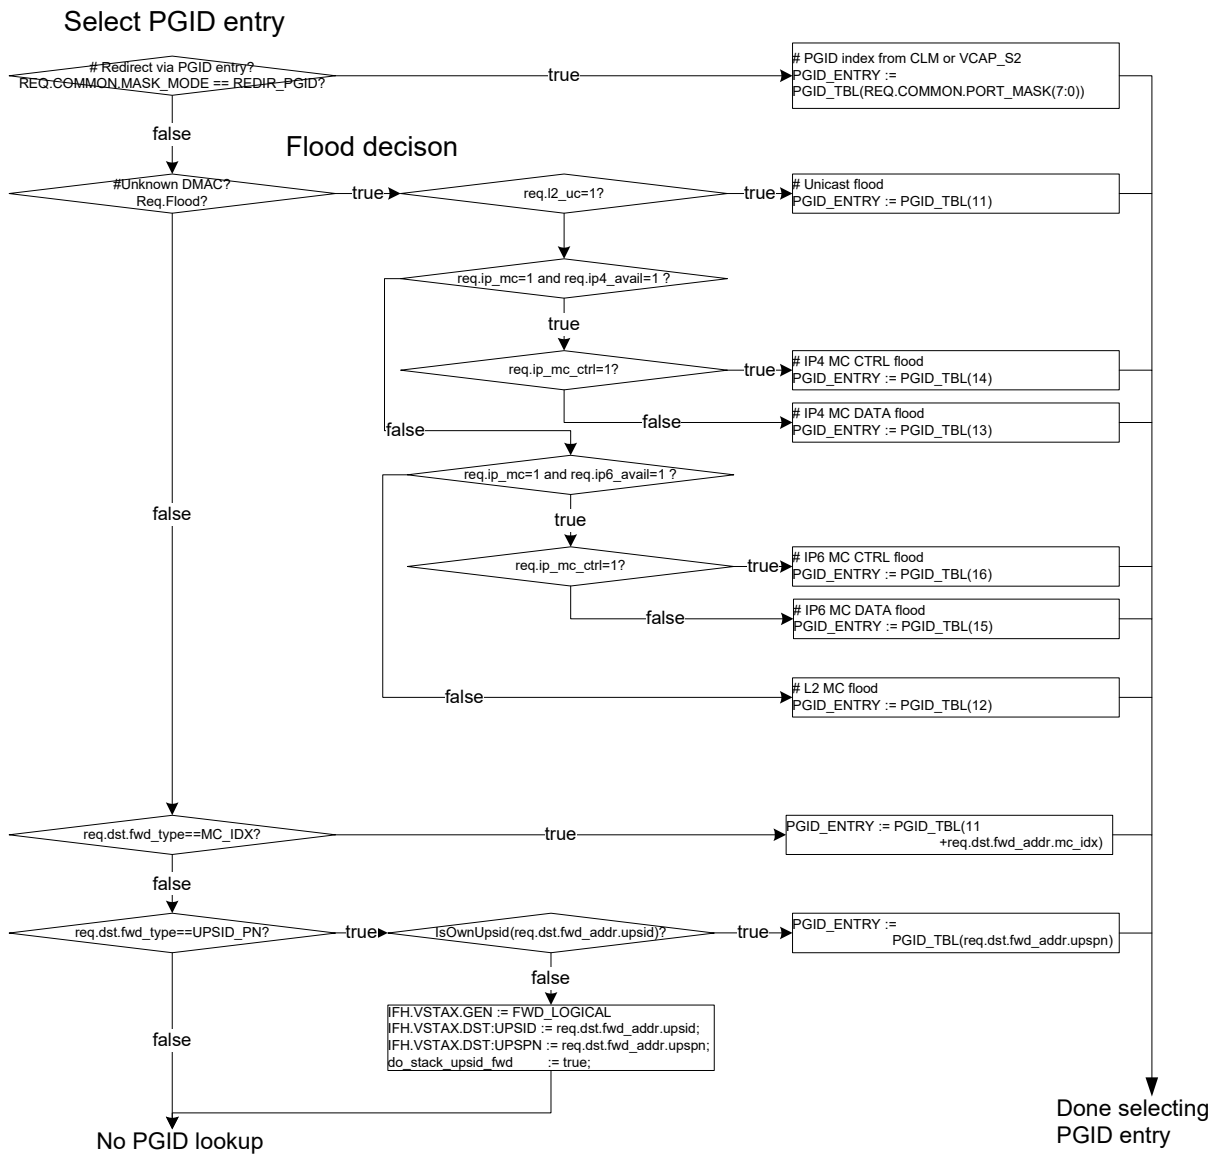 Select PGID entry
# Redirect via PGID entry?
REQ.COMMON.MASK_MODE == REDIR_PGID?
true
# PGID index from CLM or VCAP_S2
PGID_ENTRY :=
PGID_TBL(REQ.COMMON.PORT_MASK(7:0))
false
Flood decison
#Unknown DMAC?
Req.Flood?
true
req.l2_uc=1?
true
# Unicast flood
PGID_ENTRY := PGID_TBL(11)
req.ip_mc=1 and req.ip4_avail=1 ?
true
req.ip_mc_ctrl=1?
true
# IP4 MC CTRL flood
PGID_ENTRY := PGID_TBL(14)
false
# IP4 MC DATA flood
PGID_ENTRY := PGID_TBL(13)
false
req.ip_mc=1 and req.ip6_avail=1 ?
false
true
req.ip_mc_ctrl=1?
true
# IP6 MC CTRL flood
PGID_ENTRY := PGID_TBL(16)
false
# IP6 MC DATA flood
PGID_ENTRY := PGID_TBL(15)
false
# L2 MC flood
PGID_ENTRY := PGID_TBL(12)
req.dst.fwd_type==MC_IDX?
true
PGID_ENTRY := PGID_TBL(11
+req.dst.fwd_addr.mc_idx)
false
req.dst.fwd_type==UPSID_PN?
true
IsOwnUpsid(req.dst.fwd_addr.upsid)?
true
PGID_ENTRY :=
PGID_TBL(req.dst.fwd_addr.upspn)
false
IFH.VSTAX.GEN := FWD_LOGICAL
IFH.VSTAX.DST:UPSID := req.dst.fwd_addr.upsid;
IFH.VSTAX.DST:UPSPN := req.dst.fwd_addr.upspn;
do_stack_upsid_fwd := true;
false
No PGID lookup
Done selecting
PGID entry